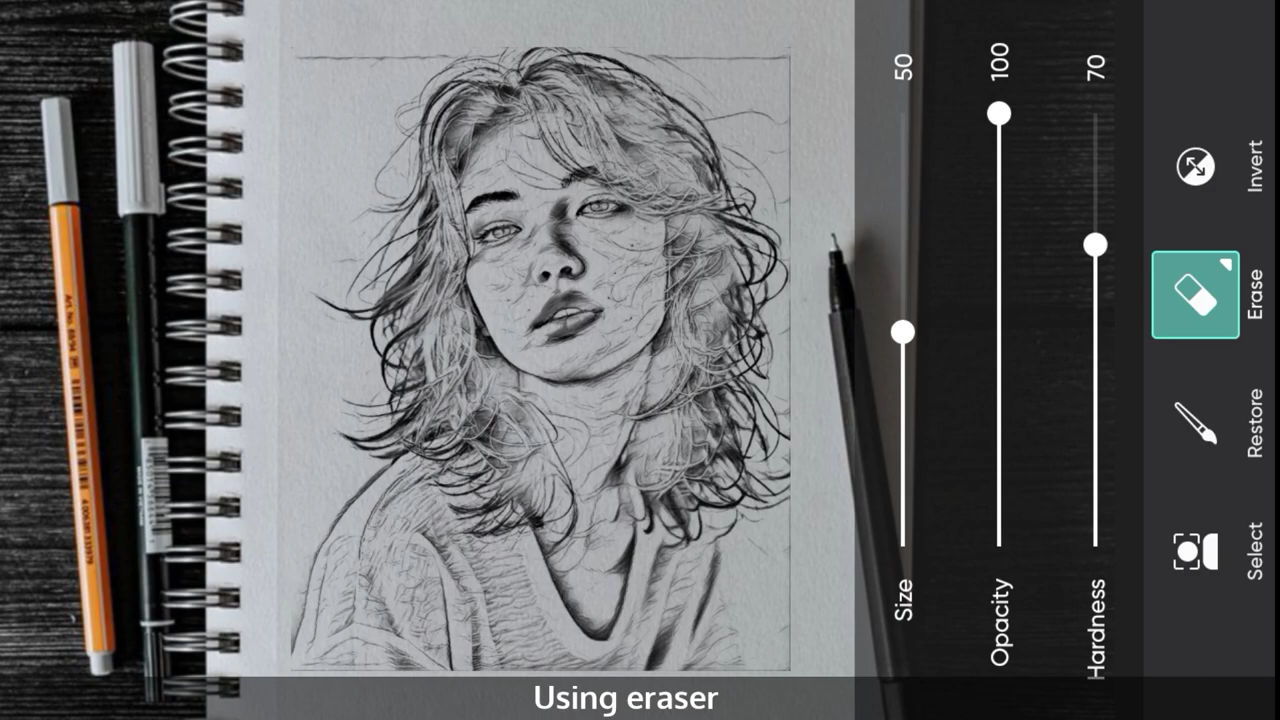 Size
50
Opacity
100
Hardness
70
Invert
Erase
Restore
Select
Using eraser